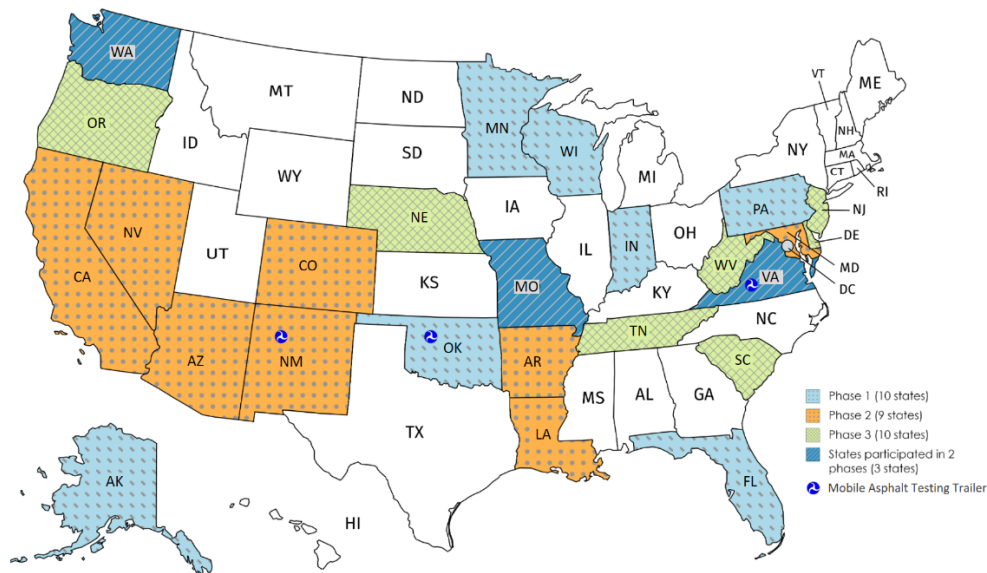 WA
MT
ND
MN
VT
ME
OR
ID
SD
WI
MI
NY
NH
MA
CT
RI
WY
NE
IA
PA
NJ
NV
UT
CO
IL
IN
OH
WV
DE
MD
DC
CA
KS
MO
KY
VA
NC
AZ
NM
OK
AR
TN
SC
MS
AL
GA
TX
LA
FL
AK
HI
Phase 1 (10 states)
Phase 2 (9 states)
Phase 3 (10 states)
States participated in 2
phases (3 states)
Mobile Asphalt Testing Trailer